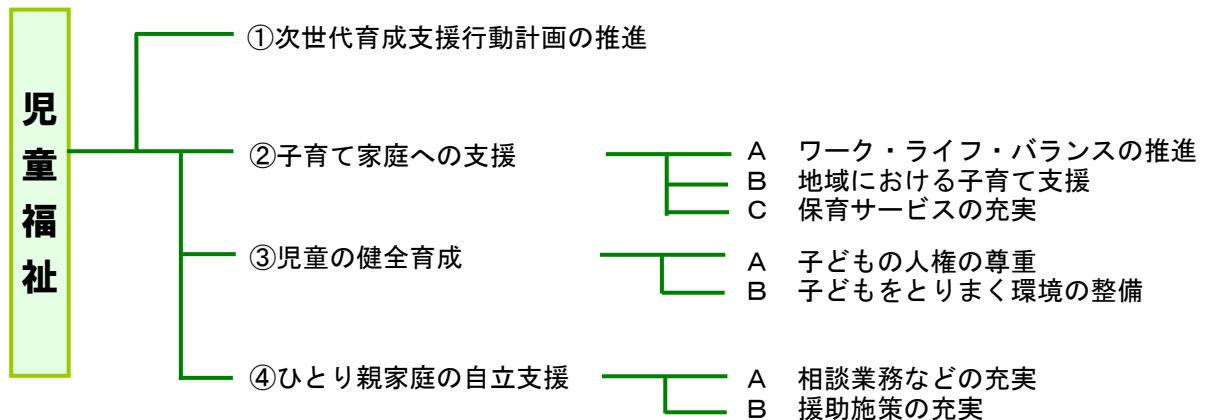 児童福祉
①次世代育成支援行動計画の推進
②子育て家庭への支援
A ワーク・ライフ・バランスの推進
B 地域における子育て支援
C 保育サービスの充実
③児童の健全育成
A 子どもの人権の尊重
B 子どもをとりまく環境の整備
④ひとり親家庭の自立支援
A 相談業務などの充実
B 援助施策の充実